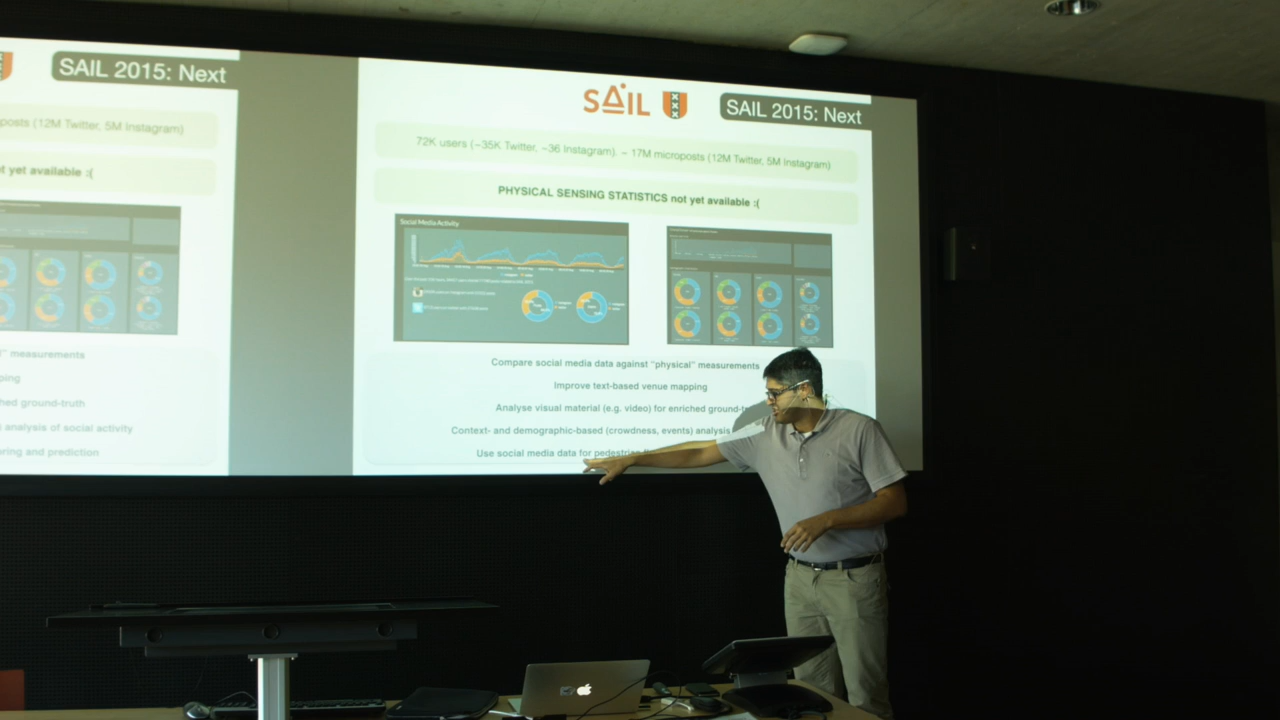 SAIL 2015: Next
posts (12M Twitter, 5M Instagram)
t yet available :(
" measurements
ping
hed ground-truth
analysis of social activity
ring and prediction
SAIL
SAIL 2015: Next
72K users (~35K Twitter, ~36 Instagram). ~ 17M microposts (12M Twitter, 5M Instagram)
PHYSICAL SENSING STATISTICS not yet available :(
Social Media Activity
Compare social media data against "physical" measurements
Improve text-based venue mapping
Analyse visual material (e.g. video) for enriched ground-tr
Context- and demographic-based (crowdness, events) analysis
Use social media data for pedestrian